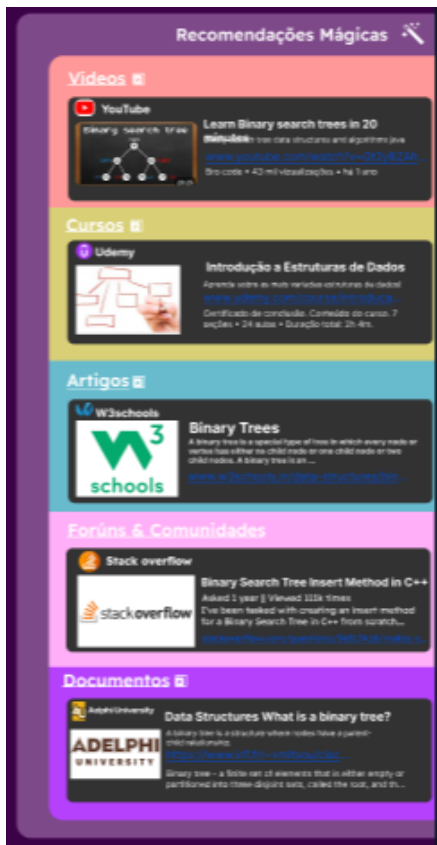 Recomendações Mágicas
Vídeos
YouTube
Binary search tree
Learn Binary search trees in 20
minutes tree data structures and algorithms java
Bro code • 43 mil visualizações • há 1 ano
Cursos
Udemy
Introdução a Estruturas de Dados
Aprenda sobre as mais variadas estruturas de dados!
Certificado de conclusão. Conteúdo do curso. 7
seções • 24 aulas • Duração total: 2h 4m.
Artigos
W3schools
W3
schools
Binary Trees
A binary tree is a special type of tree in which every node or
vertex has either no child node or one child node or two
child nodes. A binary tree is an ...
Forúns & Comunidades
Stack overflow
stackoverflow
Binary Search Tree Insert Method in C++
Asked 1 year || Viewed 111k times
I've been tasked with creating an insert method
for a Binary Search Tree in C++ from scratch...
Documentos
Adelphi University
ADELPHI
UNIVERSITY
Data Structures What is a binary tree?
A binary tree is a structure where nodes have a parent-
child relationship.
Binary tree - a finite set of elements that is either empty or
partitioned into three disjoint sets, called the root, and th...